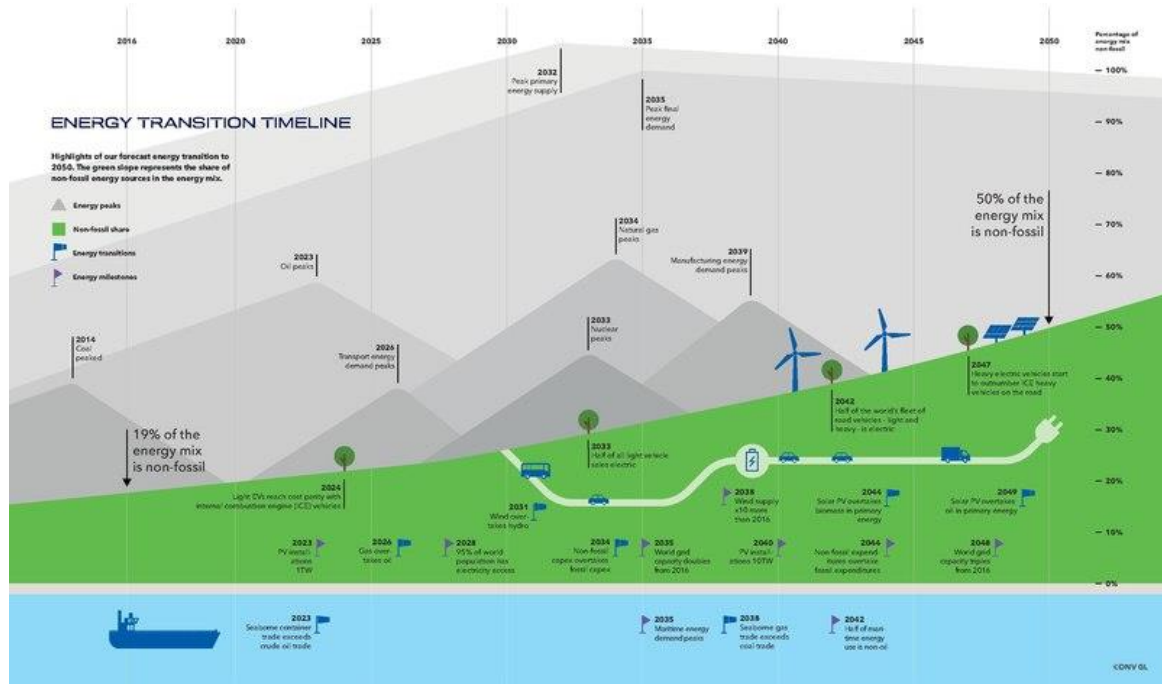 2016 2020 2025 2030 2035 2040 2045 2050
Percentage of
energy mix
non-fossil
100%
90%
80%
70%
60%
50%
40%
30%
20%
10%
0%
ENERGY TRANSITION TIMELINE
Highlights of our forecast energy transition to
2050. The green slope represents the share of
non-fossil energy sources in the energy mix.
Energy peaks
Non-fossil share
Energy transitions
Energy milestones
2032
Peak primary
energy supply
2035
Peak final
energy
demand
50% of the
energy mix
is non-fossil
2034
Natural gas
peaks
2039
Manufacturing energy
demand peaks
2023
Oil peaks
2014
Coal
peaked
2026
Transport energy
demand peaks
2033
Nuclear
peaks
19% of the
energy mix
is non-fossil
2047
Heavy electric vehicles start
to outnumber ICE heavy
vehicles on the road
2042
Half of the world's fleet of
road vehicles - light and
heavy - is electric
2033
Half of all light vehicle
sales electric
2024
Light EVs reach cost parity with
internal combustion engine (ICE) vehicles
2031
Wind over-
takes hydro
2038
Wind supply
x10 more
than 2016
2044
Solar PV overtakes
biomass in primary
energy
2049
Solar PV overtakes
oil in primary energy
2023
PV install-
ations
1TW
2026
Gas over-
takes oil
2028
95% of world
population has
electricity access
2034
Non fossil
capex overtakes
fossil capex
2035
World grid
capacity doubles
from 2016
2040
PV install-
ations 10TW
2044
Non fossil expend-
itures overtake
fossil expenditures
2048
World grid
capacity triples
from 2016
2023
Seaborne container
trade exceeds
crude oil trade
2035
Maritime energy
demand peaks
2038
Seaborne gas
trade exceeds
coal trade
2042
Half of mari-
time energy
use is non-oil
©DNV GL